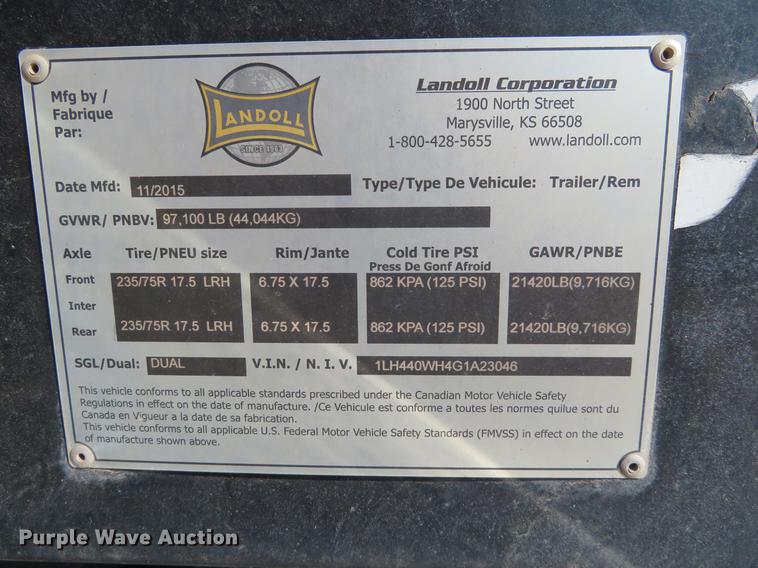 Mfg by /
Fabrique
Par:
LANDOLL
SINCE 1963
Landoll Corporation
1900 North Street
Marysville, KS 66508
1-800-428-5655 www.landoll.com
Date Mfd: 11/2015 Type/Type De Vehicule: Trailer/Rem
GVWR/ PNBV: 97,100 LB (44,044KG)
Axle Tire/PNEU size Rim/Jante Cold Tire PSI GAWR/PNBE
Press De Gonf Afroid
Front 235/75R 17.5 LRH 6.75 X 17.5 862 KPA (125 PSI) 21420LB(9,716KG)
Inter
Rear 235/75R 17.5 LRH 6.75 X 17.5 862 KPA (125 PSI) 21420LB(9,716KG)
SGL/Dual: DUAL V.I.N. / N. I. V. 1LH440WH4G1A23046
This vehicle conforms to all applicable standards prescribed under the Canadian Motor Vehicle Safety
Regulations in effect on the date of manufacture. /Ce Vehicule est conforme a toutes les normes quilue sont du
Canada en Vigueur a la date de sa fabrication.
This vehicle conforms to all applicable U.S. Federal Motor Vehicle Safety Standards (FMVSS) in effect on the date
of manufacture shown above.
Purple Wave Auction